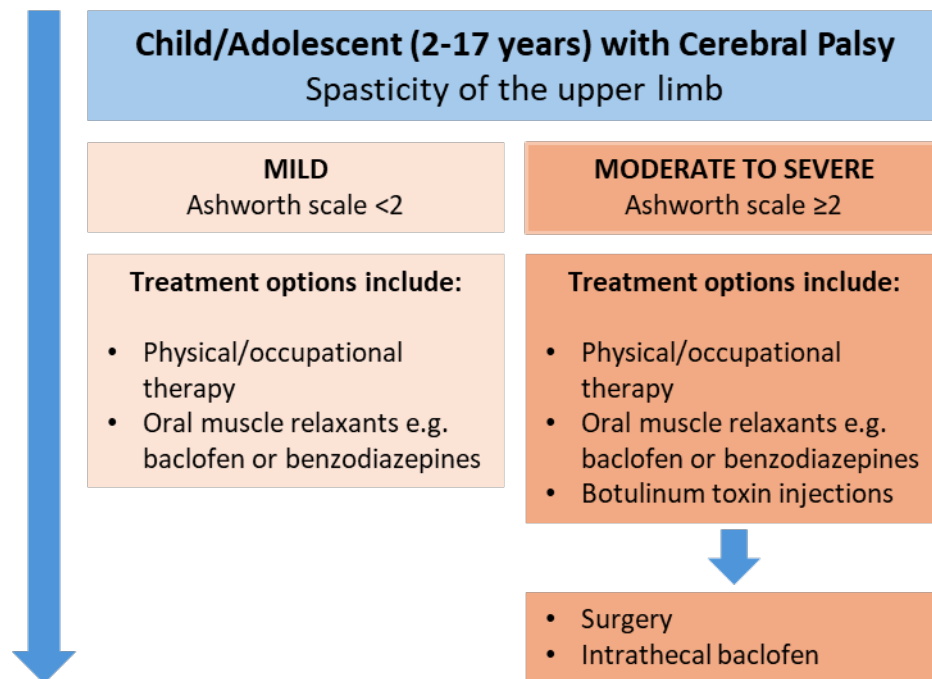 Child/Adolescent (2-17 years) with Cerebral Palsy
Spasticity of the upper limb
MILD
Ashworth scale <2
MODERATE TO SEVERE
Ashworth scale ≥2
Treatment options include:
• Physical/occupational
therapy
• Oral muscle relaxants e.g.
baclofen or benzodiazepines
Treatment options include:
• Physical/occupational
therapy
• Oral muscle relaxants e.g.
baclofen or benzodiazepines
• Botulinum toxin injections
• Surgery
• Intrathecal baclofen